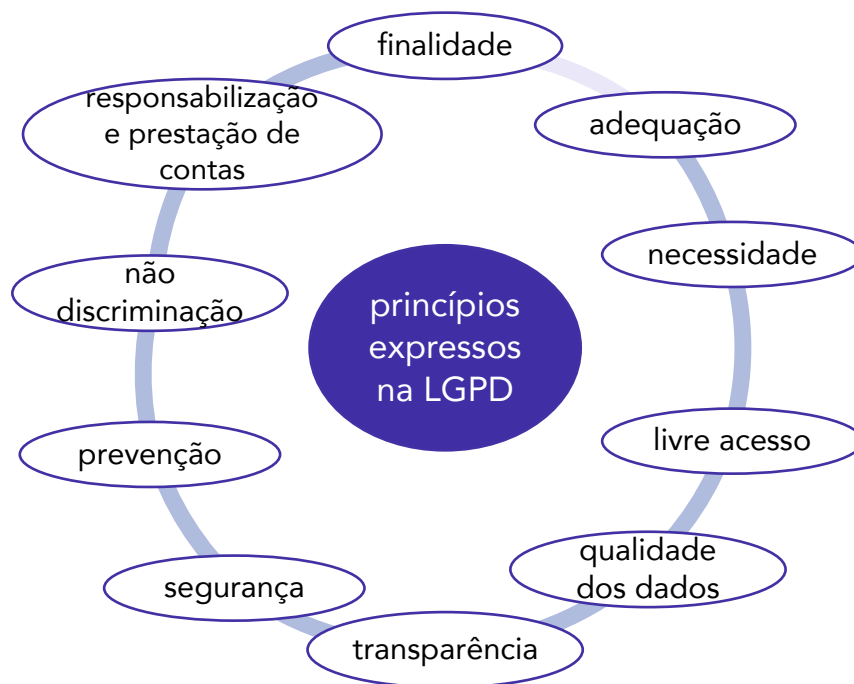 finalidade
adequação
necessidade
livre acesso
qualidade
dos dados
transparência
segurança
prevenção
não
discriminação
responsabilização
e prestação de
contas
princípios
expressos
na LGPD